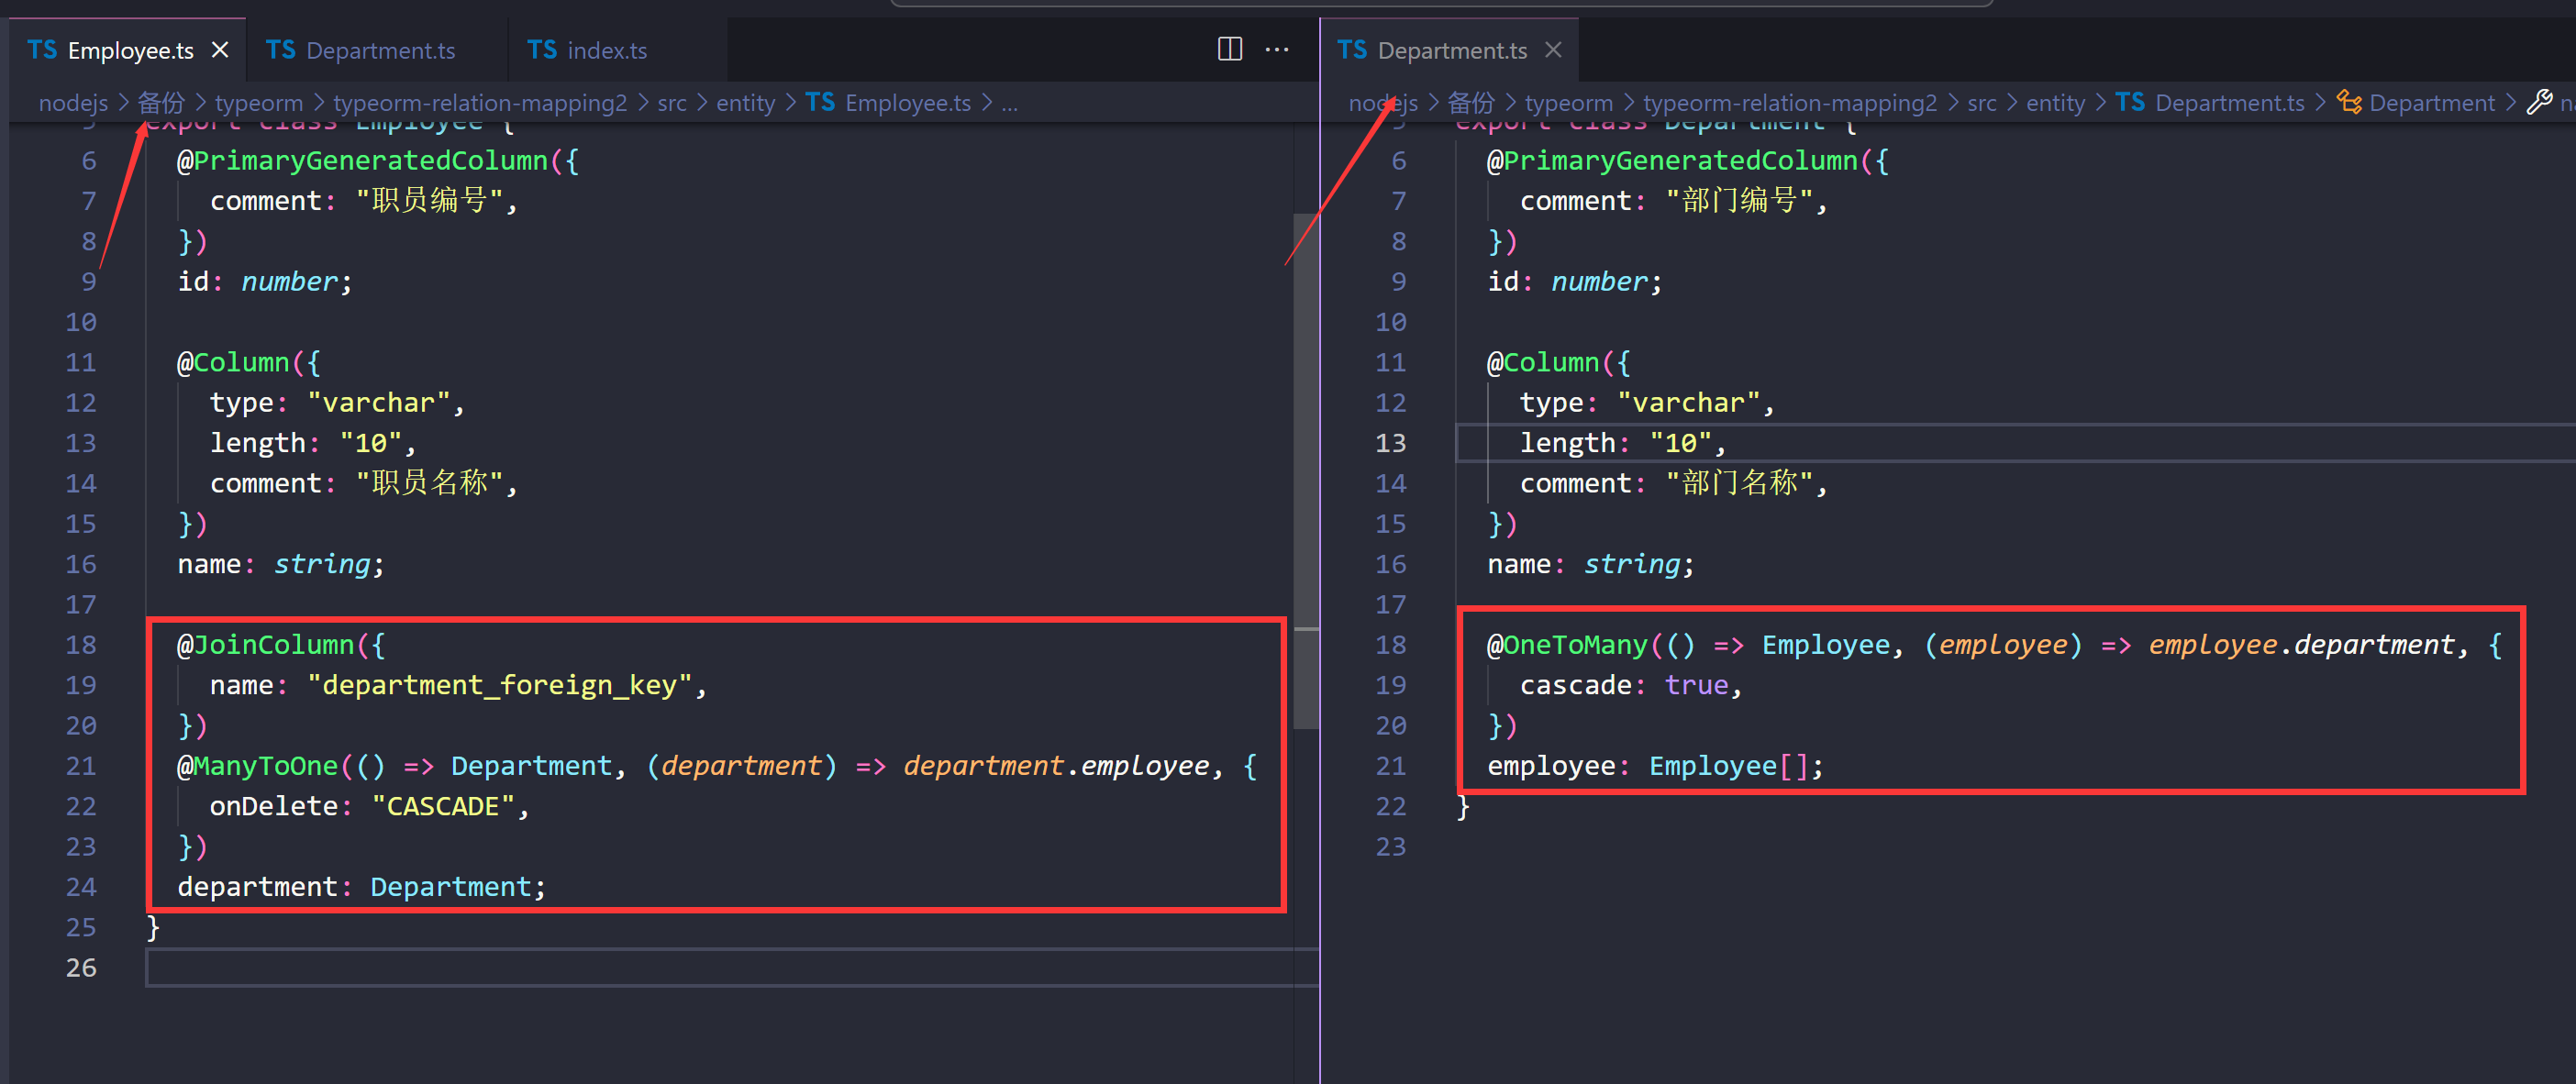 TS Employee.ts
TS Department.ts
TS index.ts
nodejs > 备份 > typeorm > typeorm-relation-mapping2 > src > entity > TS Employee.ts > ...
5 export class Employee {
6 @PrimaryGeneratedColumn({
7 comment: "职员编号",
8 })
9 id: number;
10
11 @Column({
12 type: "varchar",
13 length: "10",
14 comment: "职员名称",
15 })
16 name: string;
17
18 @JoinColumn({
19 name: "department_foreign_key",
20 })
21 @ManyToOne(() => Department, (department) => department.employee, {
22 onDelete: "CASCADE",
23 })
24 department: Department;
25 }
26
TS Department.ts
nodejs > 备份 > typeorm > typeorm-relation-mapping2 > src > entity > TS Department.ts > Department >
5 export class Department {
6 @PrimaryGeneratedColumn({
7 comment: "部门编号",
8 })
9 id: number;
10
11 @Column({
12 type: "varchar",
13 length: "10",
14 comment: "部门名称",
15 })
16 name: string;
17
18 @OneToMany(() => Employee, (employee) => employee.department, {
19 cascade: true,
20 })
21 employee: Employee[];
22 }
23